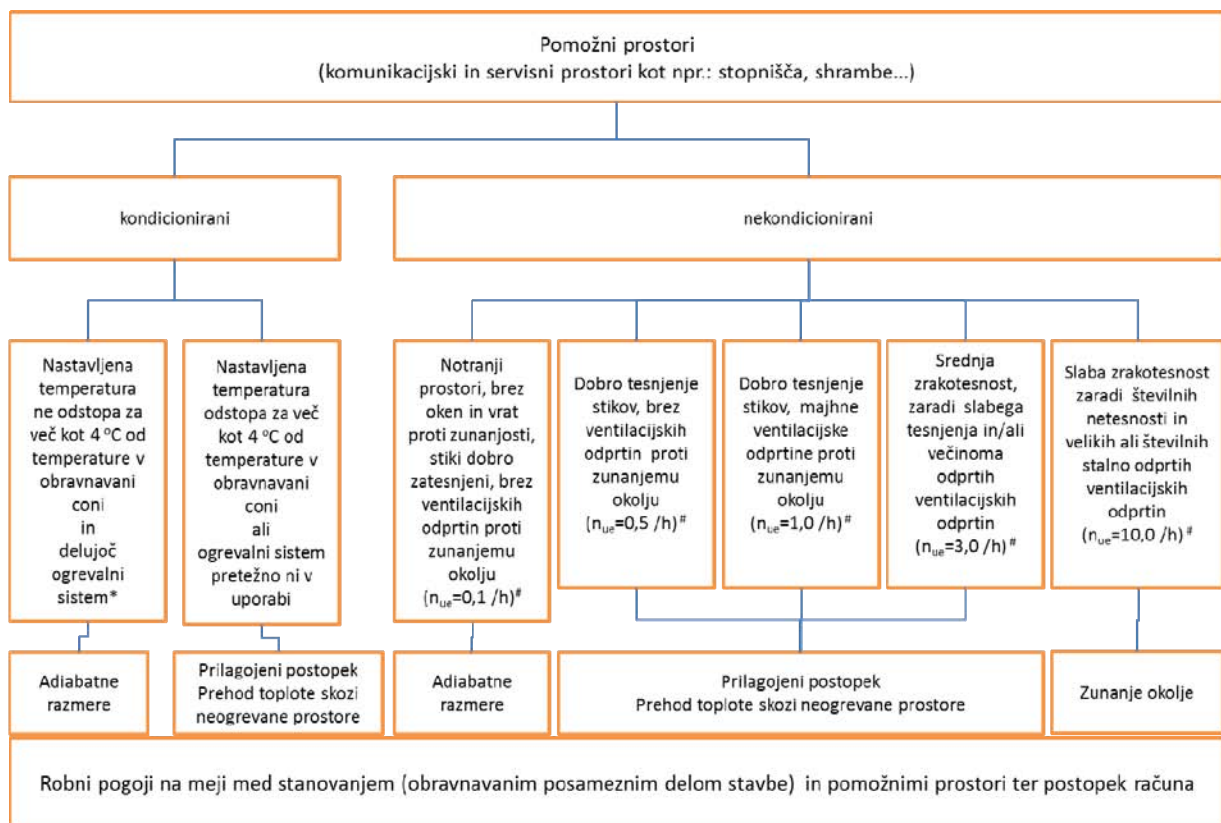 Pomožni prostori
(komunikacijski in servisni prostori kot npr.: stopnišča, shrambe...)
kondicionirani
nekondicionirani
Nastavljena
temperatura
ne odstopa za
več kot 4 °C od
temperature v
obravnavani
coni
in
delujoč
ogrevalni
sistem*
Nastavljena
temperatura
odstopa za več
kot 4 °C od
temperature v
obravnavani
coni
ali
ogrevalni sistem
pretežno ni v
uporabi
Notranji
prostori, brez
oken in vrat
proti zunanjosti,
stiki dobro
zatesnjeni, brez
ventilacijskih
odprtin proti
zunanjemu
okolju
(nue=0,1 /h)#
Dobro tesnjenje
stikov, brez
ventilacijskih
odprtin proti
zunanjemu
okolju
(nue=0,5 /h)#
Dobro tesnjenje
stikov, majhne
ventilacijske
odprtine proti
zunanjemu
okolju
(nue=1,0 /h)#
Srednja
zrakotesnost,
zaradi slabega
tesnjenja in/ali
večinoma
odprtih
ventilacijskih
odprtin
(nue=3,0 /h)#
Slaba zrakotesnost
zaradi številnih
netesnosti in
velikih ali številnih
stalno odprtih
ventilacijskih
odprtin
(nue=10,0 /h)#
Adiabatne
razmere
Prilagojeni postopek
Prehod toplote skozi
neogrevane prostore
Adiabatne
razmere
Prilagojeni postopek
Prehod toplote skozi neogrevane prostore
Zunanje okolje
Robni pogoji na meji med stanovanjem (obravnavanim posameznim delom stavbe) in pomožnimi prostori ter postopek računa